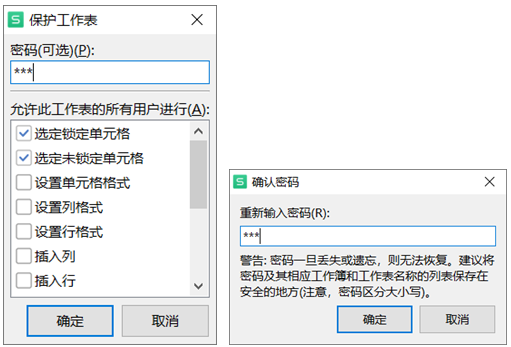 保护工作表
密码(可选)(P):
***
允许此工作表的所有用户进行(A):
选定锁定单元格
选定未锁定单元格
设置单元格格式
设置列格式
设置行格式
插入列
插入行
确定
取消
确认密码
重新输入密码(R):
***
警告: 密码一旦丢失或遗忘，则无法恢复。建议将
密码及其相应工作簿和工作表名称的列表保存在
安全的地方(注意，密码区分大小写)。
确定
取消